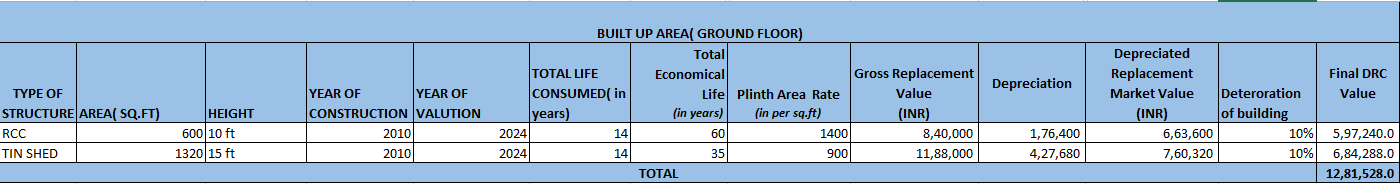 BUILT UP AREA( GROUND FLOOR)
TYPE OF STRUCTURE AREA( SQ.FT) HEIGHT YEAR OF CONSTRUCTION YEAR OF VALUTION TOTAL LIFE CONSUMED( in years) Total Economical Life (in years) Plinth Area Rate (in per sq.ft) Gross Replacement Value (INR) Depreciation Depreciated Replacement Market Value (INR) Deteroration of building Final DRC Value
RCC 600 10 ft 2010 2024 14 60 1400 8,40,000 1,76,400 6,63,600 10% 5,97,240.0
TIN SHED 1320 15 ft 2010 2024 14 35 900 11,88,000 4,27,680 7,60,320 10% 6,84,288.0
TOTAL 12,81,528.0